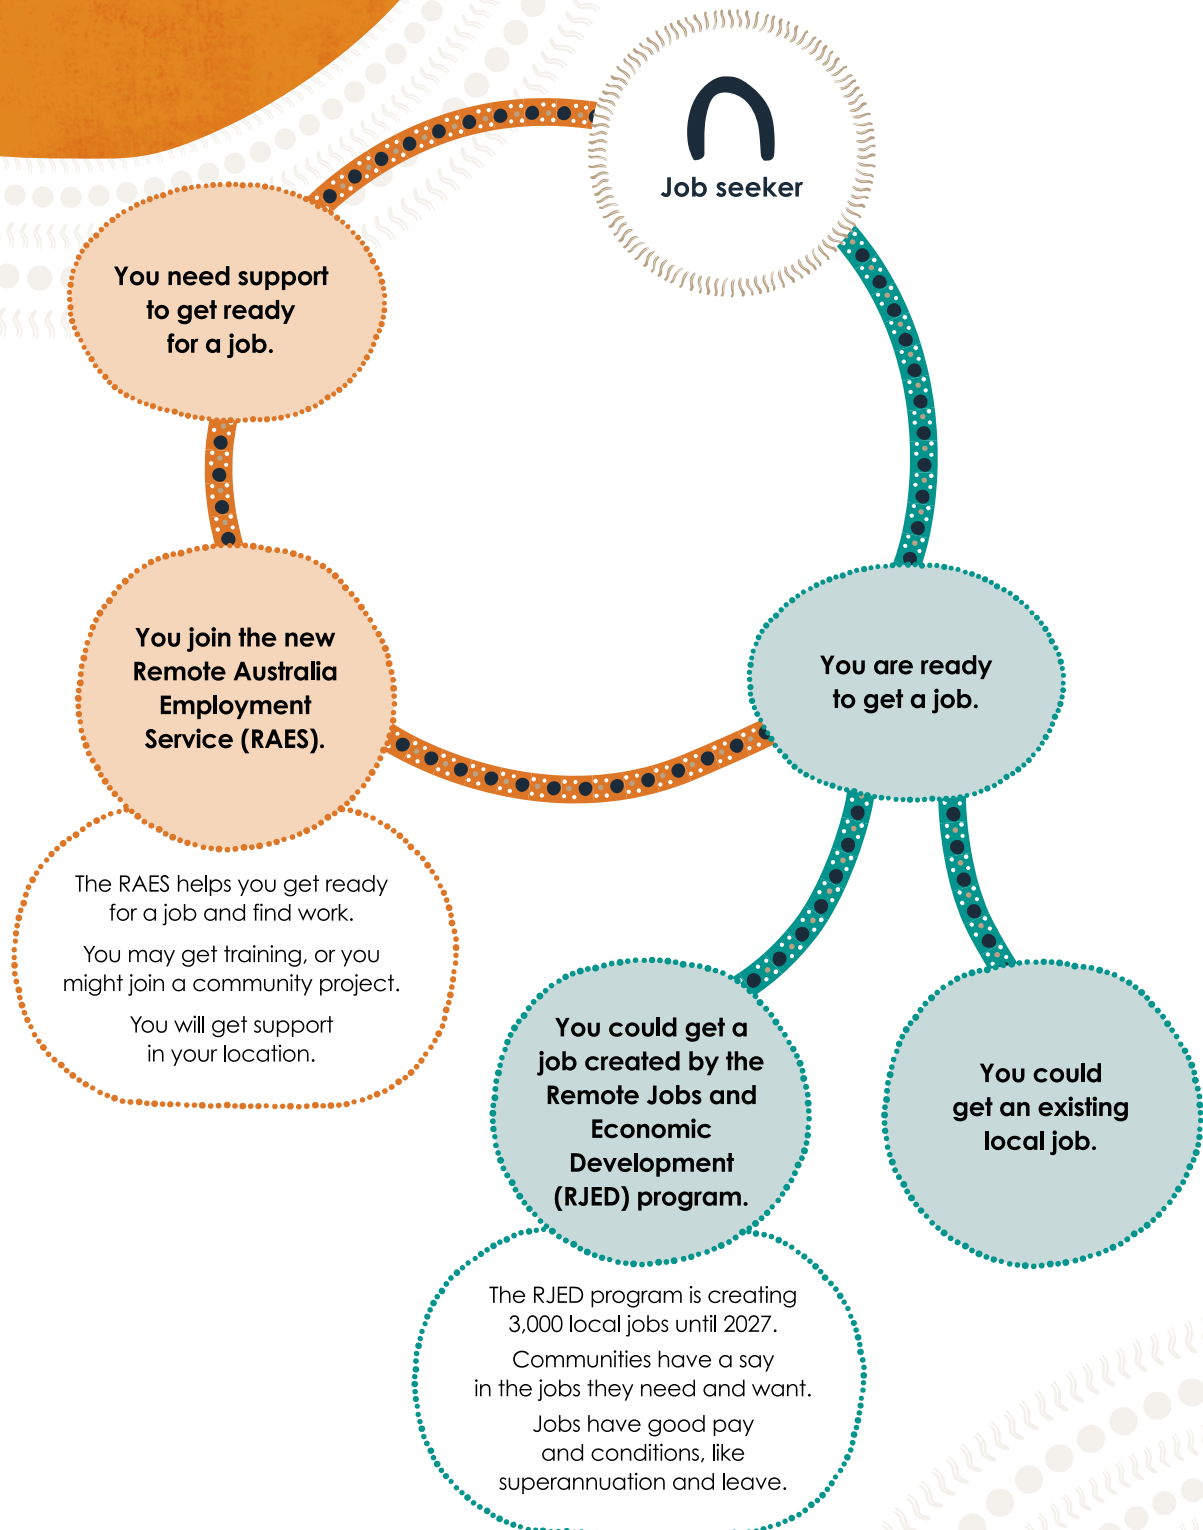 Job seeker
You need support
to get ready
for a job.
You join the new
Remote Australia
Employment
Service (RAES).
The RAES helps you get ready
for a job and find work.
You may get training, or you
might join a community project.
You will get support
in your location.
You are ready
to get a job.
You could get a
job created by the
Remote Jobs and
Economic
Development
(RJED) program.
The RJED program is creating
3,000 local jobs until 2027.
Communities have a say
in the jobs they need and want.
Jobs have good pay
and conditions, like
superannuation and leave.
You could
get an existing
local job.